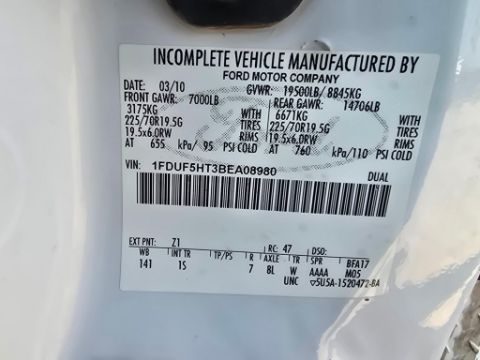 INCOMPLETE VEHICLE MANUFACTURED BY
FORD MOTOR COMPANY
DATE: 03/10 GVWR: 19500LB/ 8845KG
FRONT GAWR: 7000LB REAR GAWR: 14706LB
3175KG WITH 6671KG WITH
225/70R19.5G TIRES 225/70R19.5G TIRES
19.5x6.0RW RIMS 19.5x6.0RW RIMS
AT 655 kPa/ 95 PSI COLD AT 760 kPa/110 PSI COLD
VIN: 1FDUF5HT3BEA08980 DUAL
EXT PNT: Z1 RC: 47 DSO:
WB INT TR TP/PS R AXLE TR SPR BFA17
141 1S 7 8L W AAAA M05
UNC ▽5U5A-1520472-BA